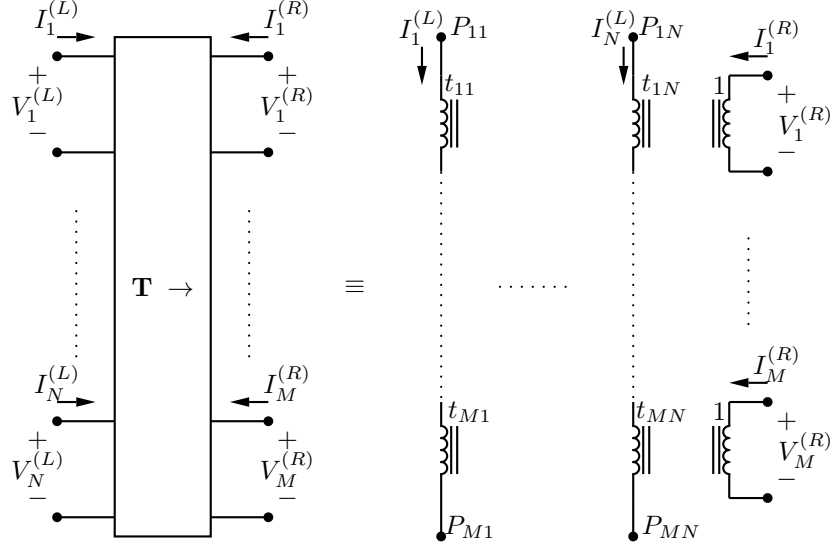 I_1^{(L)} I_1^{(R)} I_1^{(L)} P_{11} I_N^{(L)} P_{1N} I_1^{(R)}
+ + t_{11} t_{1N} 1 +
V_1^{(L)} V_1^{(R)} V_1^{(R)}
− − −
T → ≡
I_N^{(L)} I_M^{(R)} I_M^{(R)}
+ + t_{M1} t_{MN} 1 +
V_N^{(L)} V_M^{(R)} V_M^{(R)}
− − −
P_{M1} P_{MN}